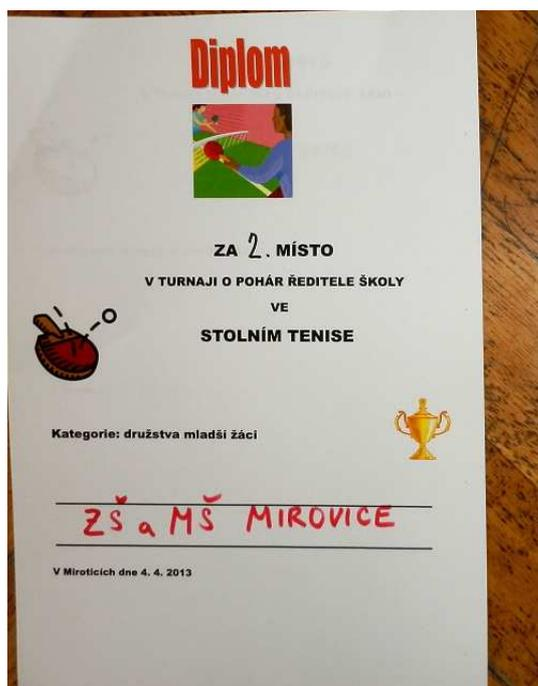 Diplom
ZA 2. MÍSTO
V TURNAJI O POHÁR ŘEDITELE ŠKOLY
VE
STOLNÍM TENISE
Kategorie: družstva mladší žáci
ZŠ a MŠ MIROVICE
V Miroticích dne 4. 4. 2013